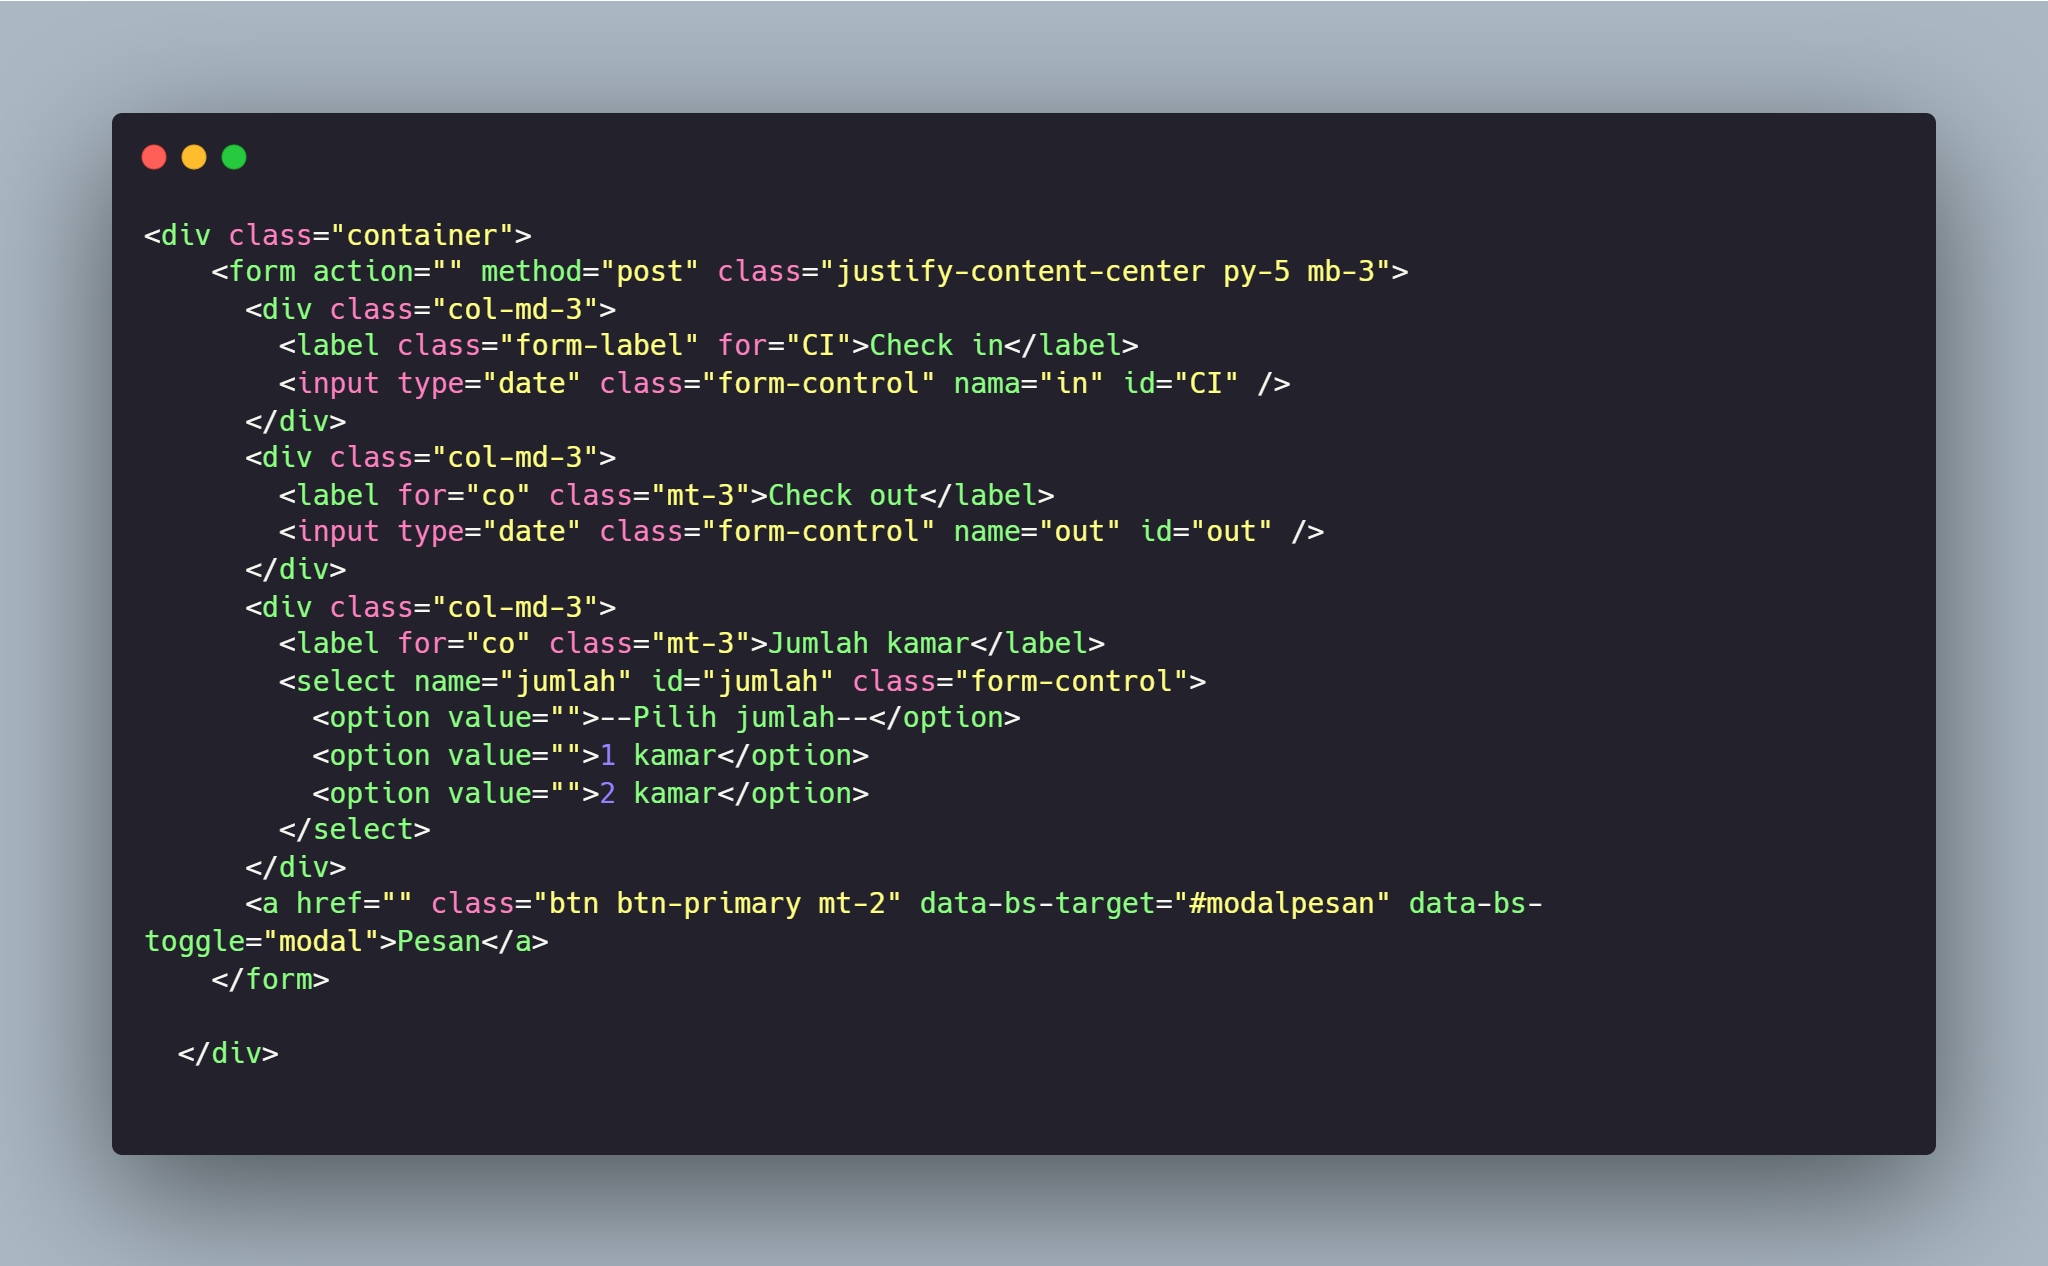 <div class="container">
    <form action="" method="post" class="justify-content-center py-5 mb-3">
      <div class="col-md-3">
        <label class="form-label" for="CI">Check in</label>
        <input type="date" class="form-control" nama="in" id="CI" />
      </div>
      <div class="col-md-3">
        <label for="co" class="mt-3">Check out</label>
        <input type="date" class="form-control" name="out" id="out" />
      </div>
      <div class="col-md-3">
        <label for="co" class="mt-3">Jumlah kamar</label>
        <select name="jumlah" id="jumlah" class="form-control">
          <option value="">--Pilih jumlah--</option>
          <option value="">1 kamar</option>
          <option value="">2 kamar</option>
        </select>
      </div>
      <a href="" class="btn btn-primary mt-2" data-bs-target="#modalpesan" data-bs-
toggle="modal">Pesan</a>
    </form>
  </div>